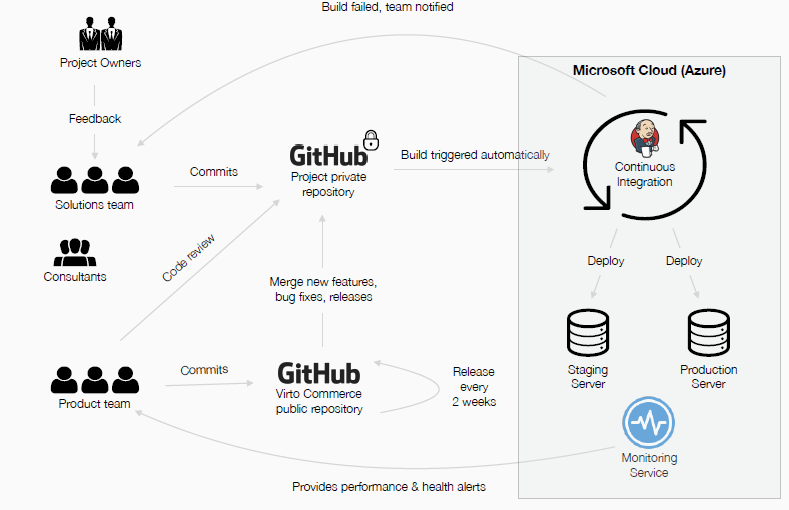 Build failed, team notified
Project Owners
Microsoft Cloud (Azure)
Feedback
GitHub
Project private
repository
Build triggered automatically
Continuous
Integration
Commits
Solutions team
Code review
Consultants
Deploy
Deploy
Merge new features,
bug fixes, releases
Commits
Product team
GitHub
Virto Commerce
public repository
Release
every
2 weeks
Staging
Server
Production
Server
Monitoring
Service
Provides performance & health alerts